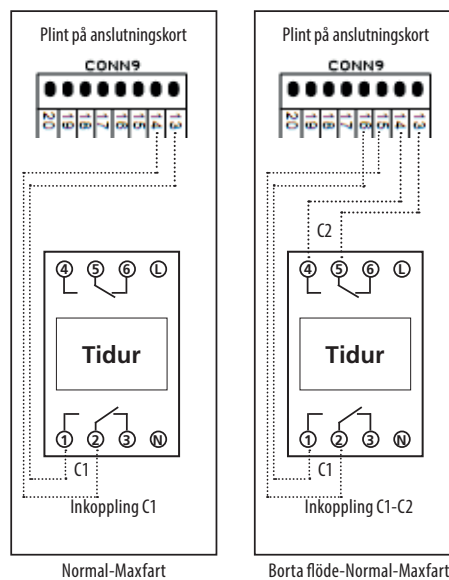 Plint på anslutningskort
CONN9
20 19 18 17 16 15 14 13
4 5 6 L
Tidur
1 2 3 N
C1
Inkoppling C1
Normal-Maxfart
Plint på anslutningskort
CONN9
20 19 18 17 16 15 14 13
C2
4 5 6 L
Tidur
1 2 3 N
C1
Inkoppling C1-C2
Borta flöde-Normal-Maxfart